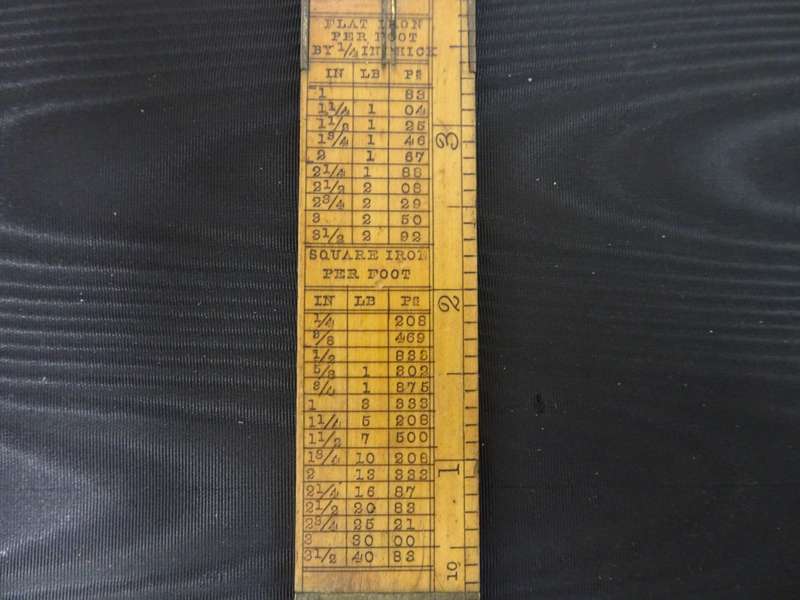 FLAT IRON
PER FOOT
BY 1/4 IN THICK
IN LB Ps
1 83
1 1/4 1 04
1 1/2 1 25
1 3/4 1 46
2 1 67
2 1/4 1 88
2 1/2 2 08
2 3/4 2 29
3 2 50
3 1/2 2 92
SQUARE IRON
PER FOOT
IN LB Ps
1/4 208
3/8 469
1/2 833
5/8 1 302
3/4 1 875
1 3 333
1 1/4 5 208
1 1/2 7 500
1 3/4 10 208
2 13 333
2 1/4 16 87
2 1/2 20 83
2 3/4 25 21
3 30 00
3 1/2 40 83
3
2
1
10